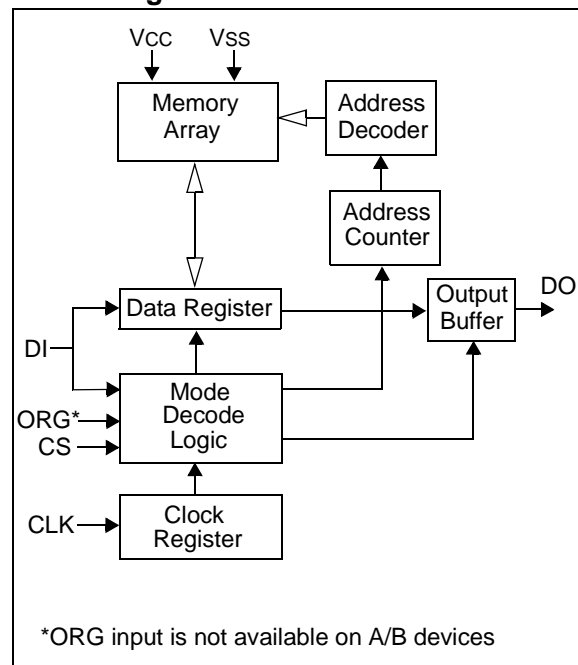 VCC
VSS
Memory
Array
Address
Decoder
Address
Counter
Data Register
Output
Buffer
DO
DI
Mode
Decode
Logic
ORG*
CS
CLK
Clock
Register
*ORG input is not available on A/B devices